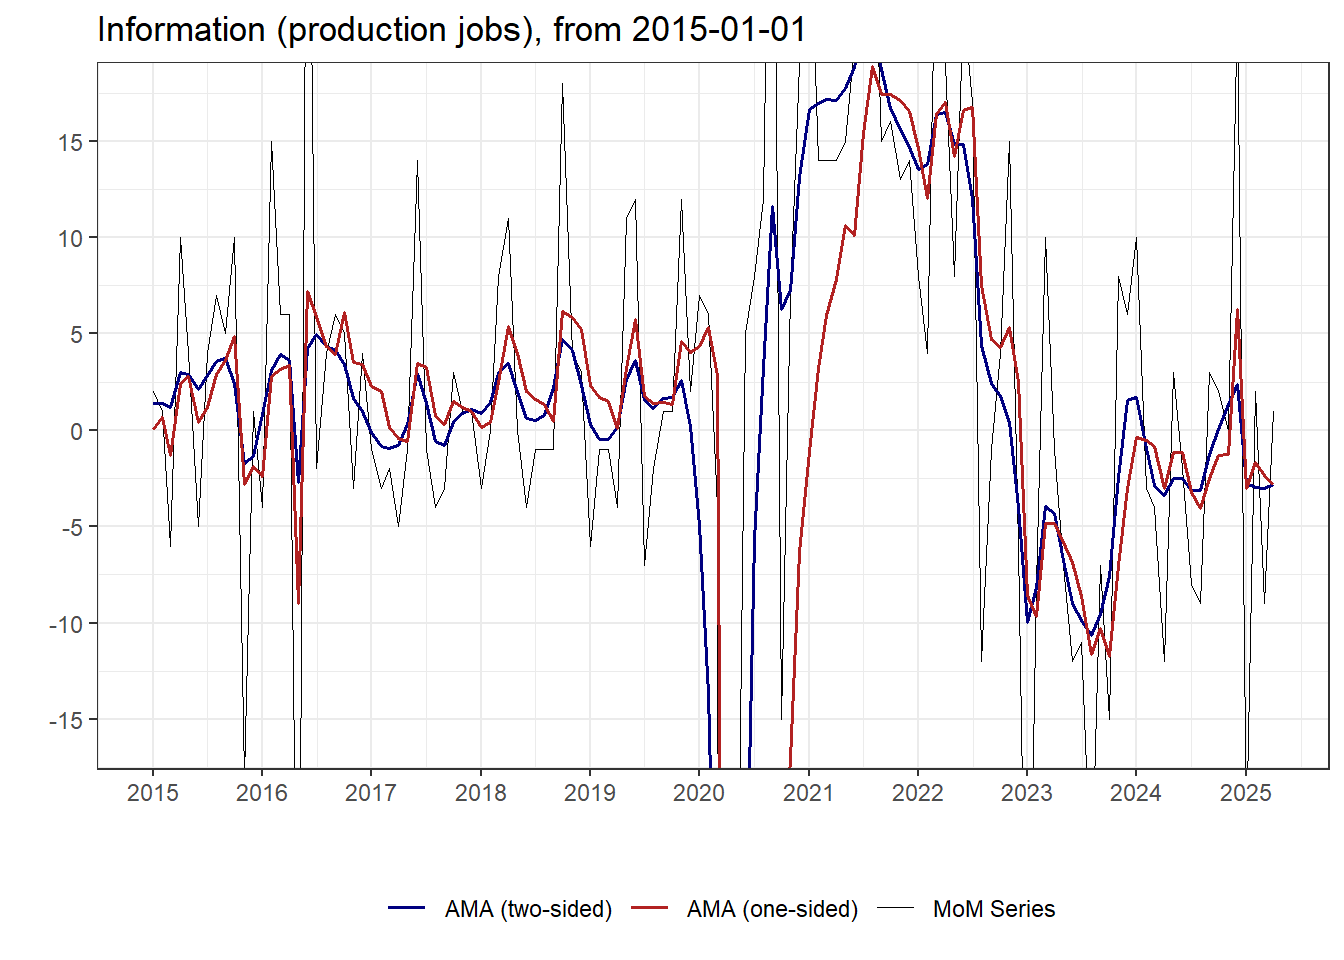 Information (production jobs), from 2015-01-01
15
10
5
0
-5
-10
-15
2015 2016 2017 2018 2019 2020 2021 2022 2023 2024 2025
AMA (two-sided) AMA (one-sided) MoM Series